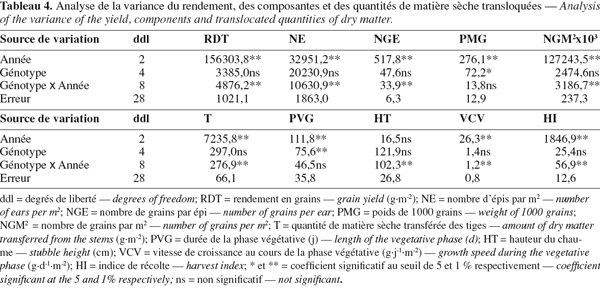 Tableau 4. Analyse de la variance du rendement, des composantes et des quantités de matière sèche transloquées — Analysis
of the variance of the yield, components and translocated quantities of dry matter.
Source de variation ddl RDT NE NGE PMG NGM²x10³
Année 2 156303,8** 32951,2** 517,8** 276,1** 127243,5**
Génotype 4 3385,0ns 20230,9ns 47,6ns 72,2* 2474,6ns
Génotype x Année 8 4876,2** 10630,9** 33,9** 13,8ns 3186,7**
Erreur 28 1021,1 1863,0 6,3 12,9 237,3
Source de variation ddl T PVG HT VCV HI
Année 2 7235,8** 111,8** 16,5ns 26,3** 1846,9**
Génotype 4 297,0ns 75,6** 121,9ns 1,4ns 25,4ns
Génotype x Année 8 276,9** 46,5ns 102,3** 1,2** 56,9**
Erreur 28 66,1 35,8 26,8 0,8 12,6
ddl = degrés de liberté — degrees of freedom; RDT = rendement en grains — grain yield (g·m⁻²); NE = nombre d'épis par m² — number
of ears per m²; NGE = nombre de grains par épi — number of grains per ear; PMG = poids de 1000 grains — weight of 1000 grains;
NGM² = nombre de grains par m² — number of grains per m²; T = quantité de matière sèche transférée des tiges — amount of dry matter
transferred from the stems (g·m⁻²); PVG = durée de la phase végétative (j) — length of the vegetative phase (d); HT = hauteur du chau-
me — stubble height (cm); VCV = vitesse de croissance au cours de la phase végétative (g·j⁻¹·m⁻²) — growth speed during the vegetative
phase (g·d⁻¹·m⁻²); HI = indice de récolte — harvest index; * et ** = coefficient significatif au seuil de 5 et 1 % respectivement — coefficient
significant at the 5 and 1% respectively; ns = non significatif — not significant.